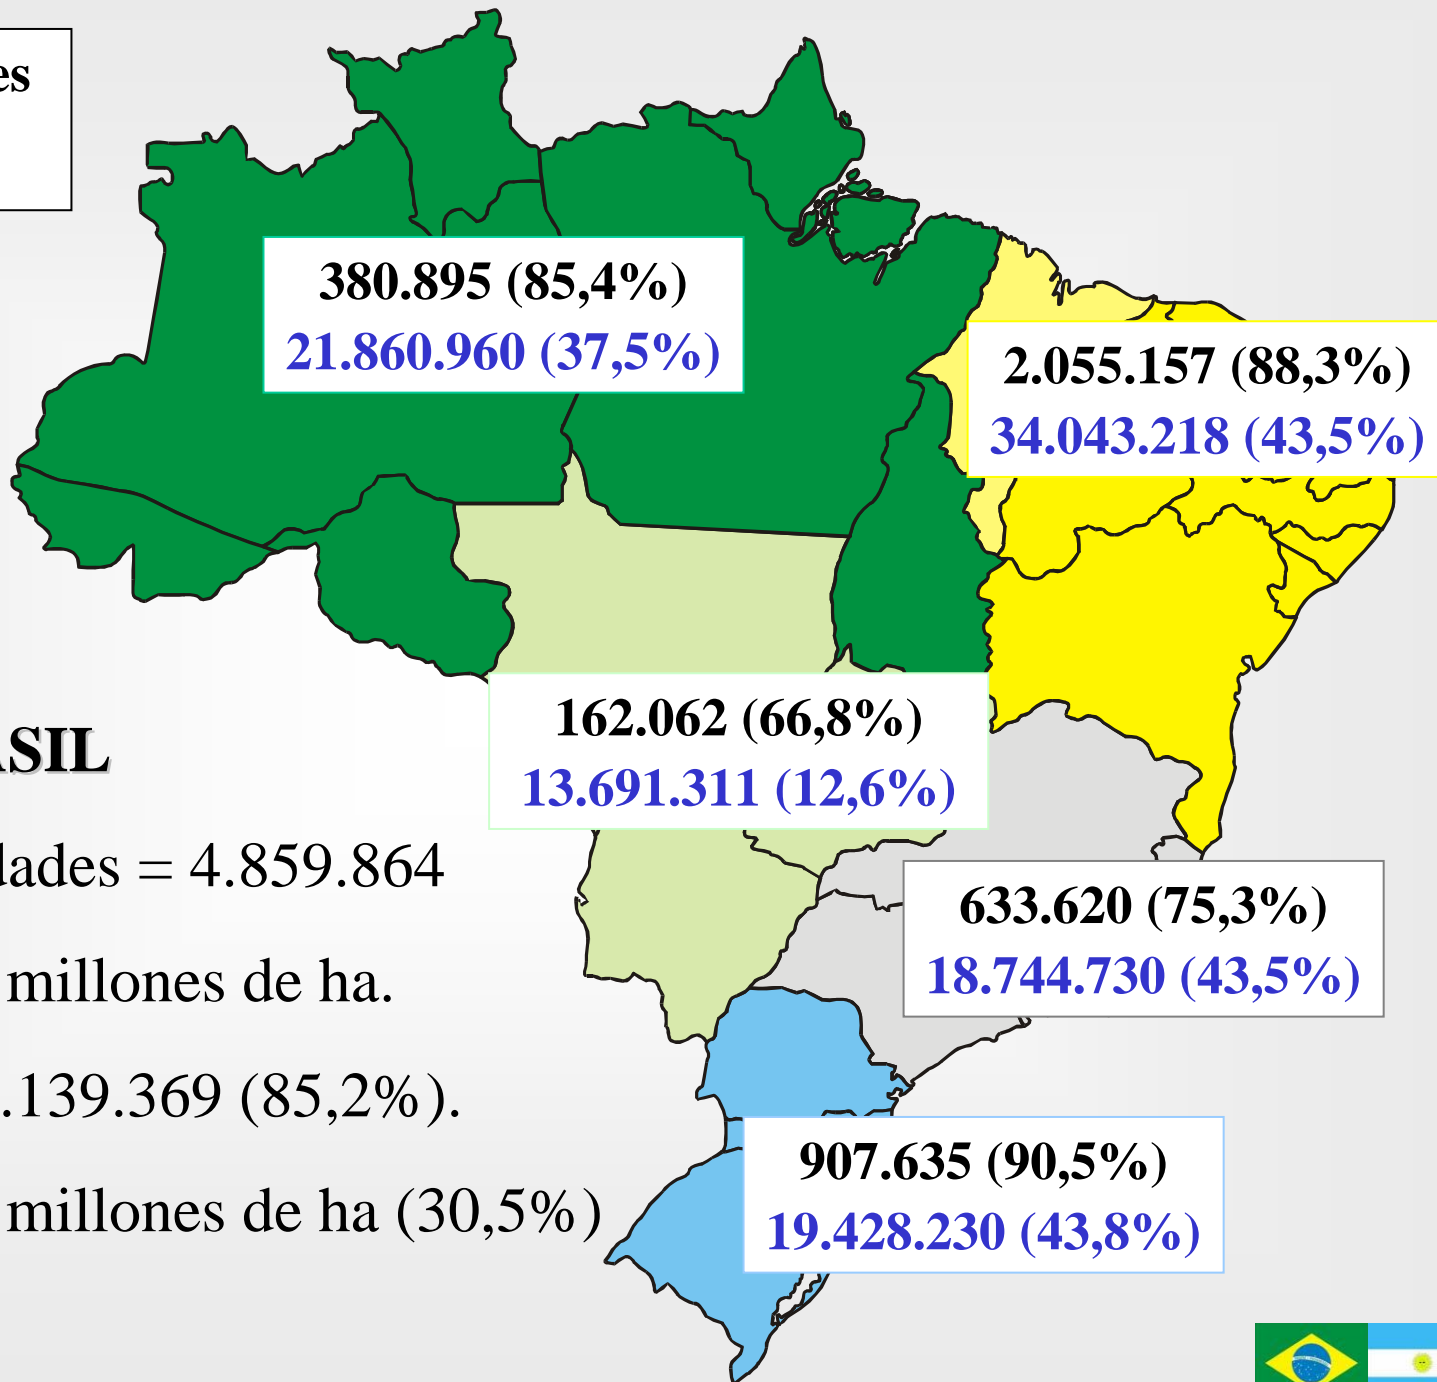 es
380.895 (85,4%)
21.860.960 (37,5%)
2.055.157 (88,3%)
34.043.218 (43,5%)
162.062 (66,8%)
13.691.311 (12,6%)
ASIL
dades = 4.859.864
millones de ha.
633.620 (75,3%)
18.744.730 (43,5%)
.139.369 (85,2%).
millones de ha (30,5%)
907.635 (90,5%)
19.428.230 (43,8%)